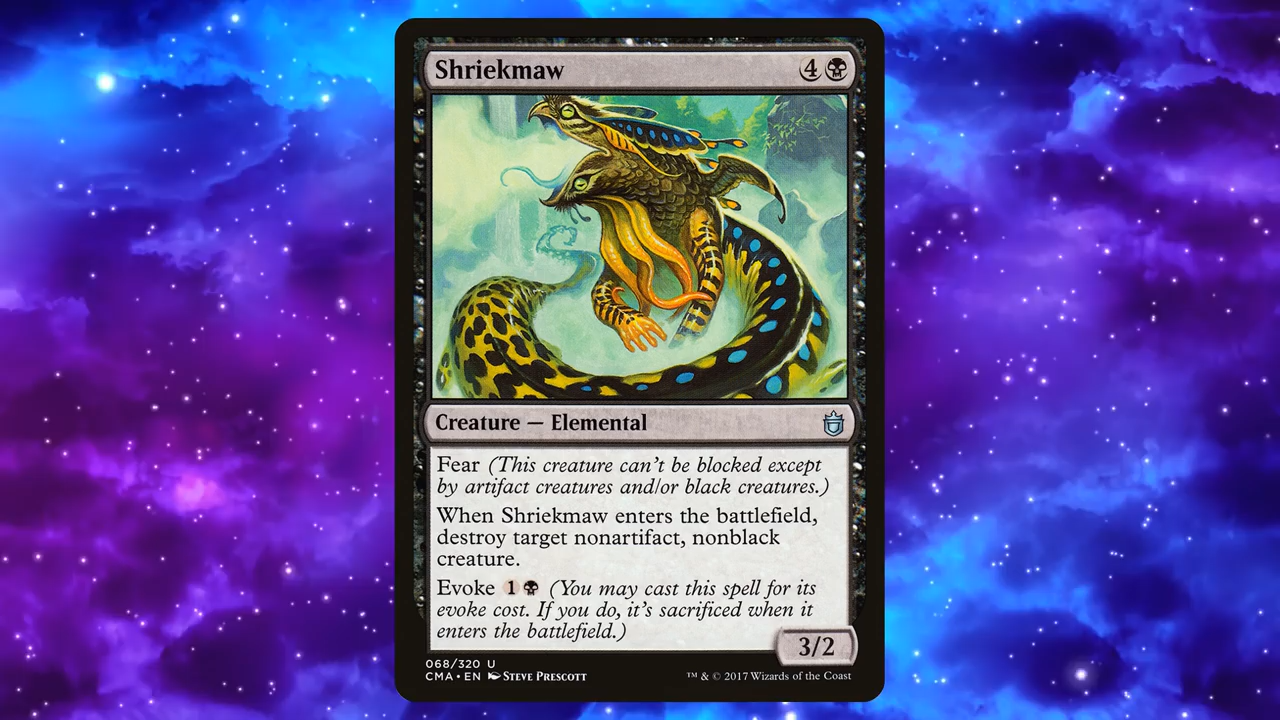 Shriekmaw 4
Creature — Elemental
Fear (This creature can't be blocked except
by artifact creatures and/or black creatures.)
When Shriekmaw enters the battlefield,
destroy target nonartifact, nonblack
creature.
Evoke 1 (You may cast this spell for its
evoke cost. If you do, it's sacrificed when it
enters the battlefield.)
3/2
068/320 U
CMA • EN Steve Prescott
™ & © 2017 Wizards of the Coast